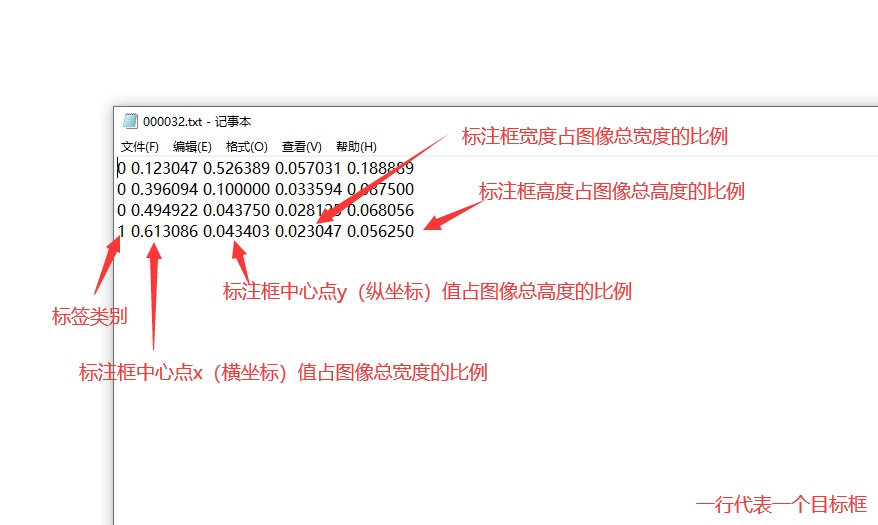 000032.txt - 记事本
标注框宽度占图像总宽度的比例
文件(F) 编辑(E) 格式(O) 查看(V) 帮助(H)
0 0.123047 0.526389 0.057031 0.188889
0 0.396094 0.100000 0.033594 0.087500
标注框高度占图像总高度的比例
0 0.494922 0.043750 0.028125 0.068056
1 0.613086 0.043403 0.023047 0.056250
标注框中心点y（纵坐标）值占图像总高度的比例
标签类别
标注框中心点x（横坐标）值占图像总宽度的比例
一行代表一个目标框